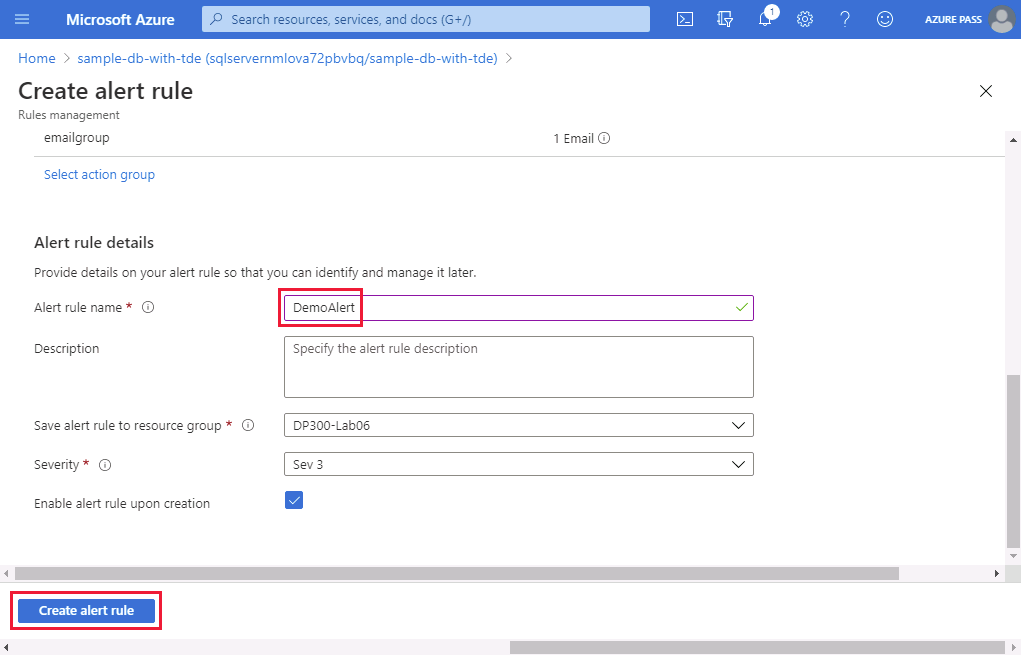 Microsoft Azure
Search resources, services, and docs (G+/)
1
AZURE PASS
Home > sample-db-with-tde (sqlservernmlova72pbvbq/sample-db-with-tde) >
Create alert rule
Rules management
emailgroup 1 Email
Select action group
Alert rule details
Provide details on your alert rule so that you can identify and manage it later.
Alert rule name * DemoAlert
Description Specify the alert rule description
Save alert rule to resource group * DP300-Lab06
Severity * Sev 3
Enable alert rule upon creation
Create alert rule